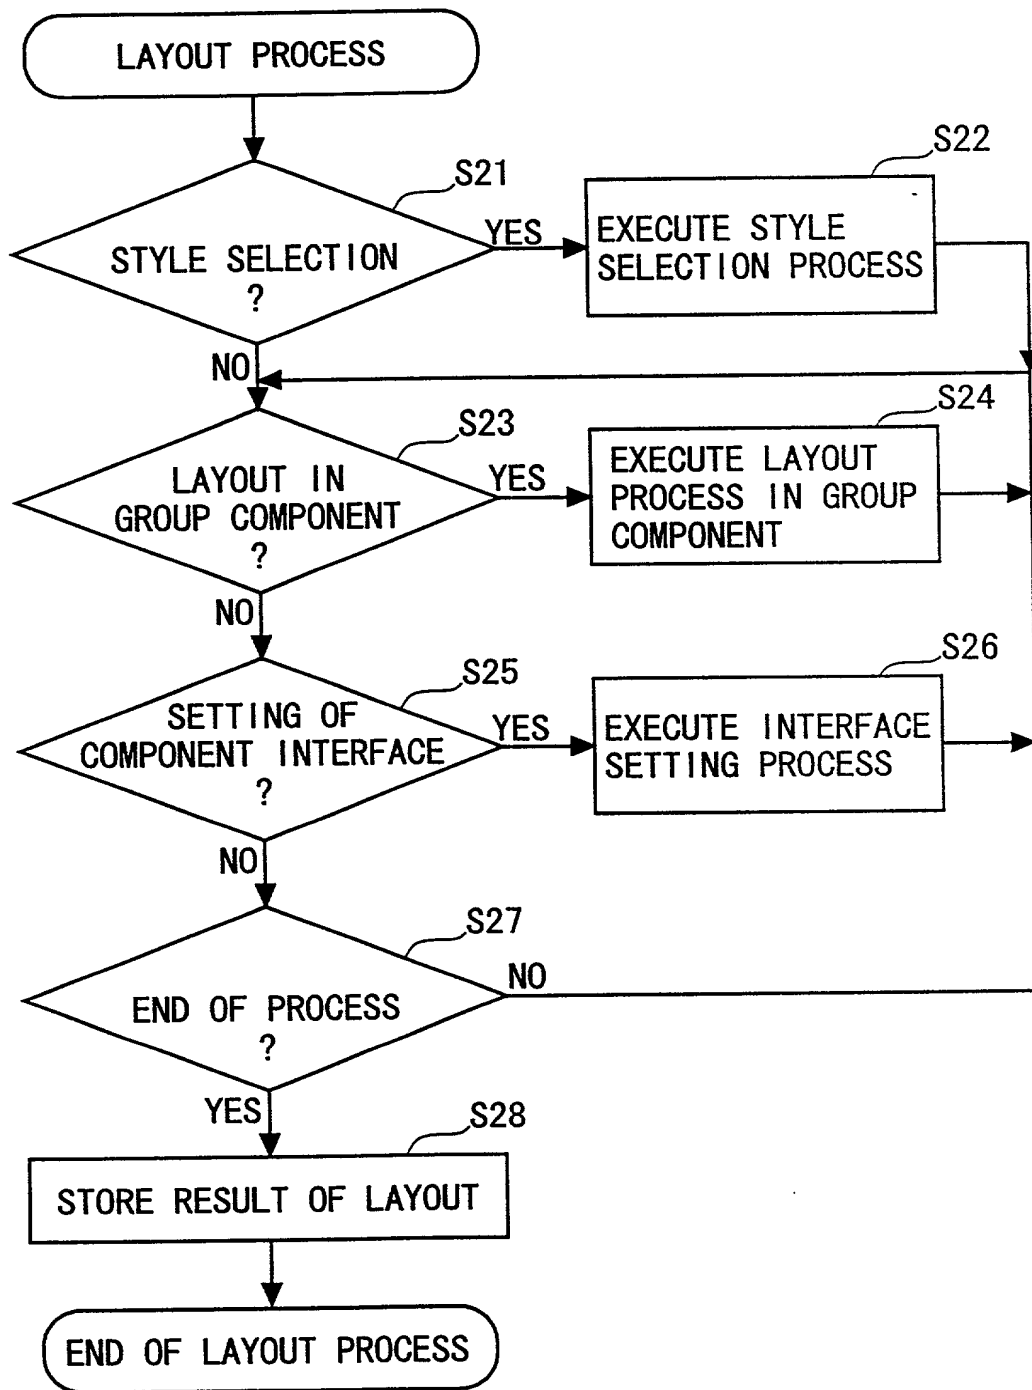 LAYOUT PROCESS
S21
STYLE SELECTION
?
YES
S22
EXECUTE STYLE
SELECTION PROCESS
NO
S23
LAYOUT IN
GROUP COMPONENT
?
YES
S24
EXECUTE LAYOUT
PROCESS IN GROUP
COMPONENT
NO
S25
SETTING OF
COMPONENT INTERFACE
?
YES
S26
EXECUTE INTERFACE
SETTING PROCESS
NO
S27
END OF PROCESS
?
NO
YES
S28
STORE RESULT OF LAYOUT
END OF LAYOUT PROCESS